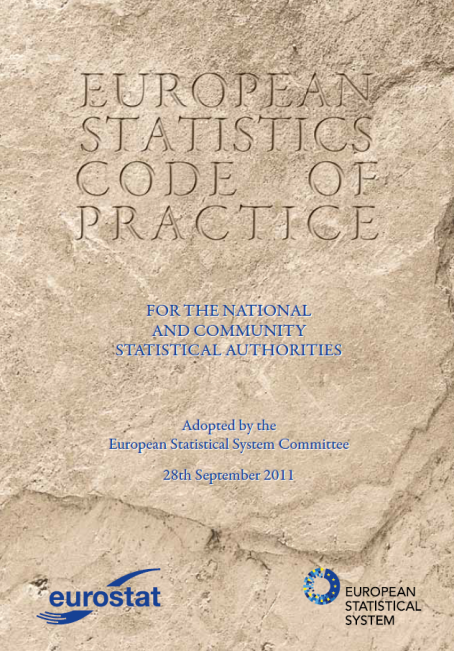 EUROPEAN
STATISTICS
CODE OF
PRACTICE
FOR THE NATIONAL
AND COMMUNITY
STATISTICAL AUTHORITIES
Adopted by the
European Statistical System Committee
28th September 2011
eurostat
EUROPEAN
STATISTICAL
SYSTEM